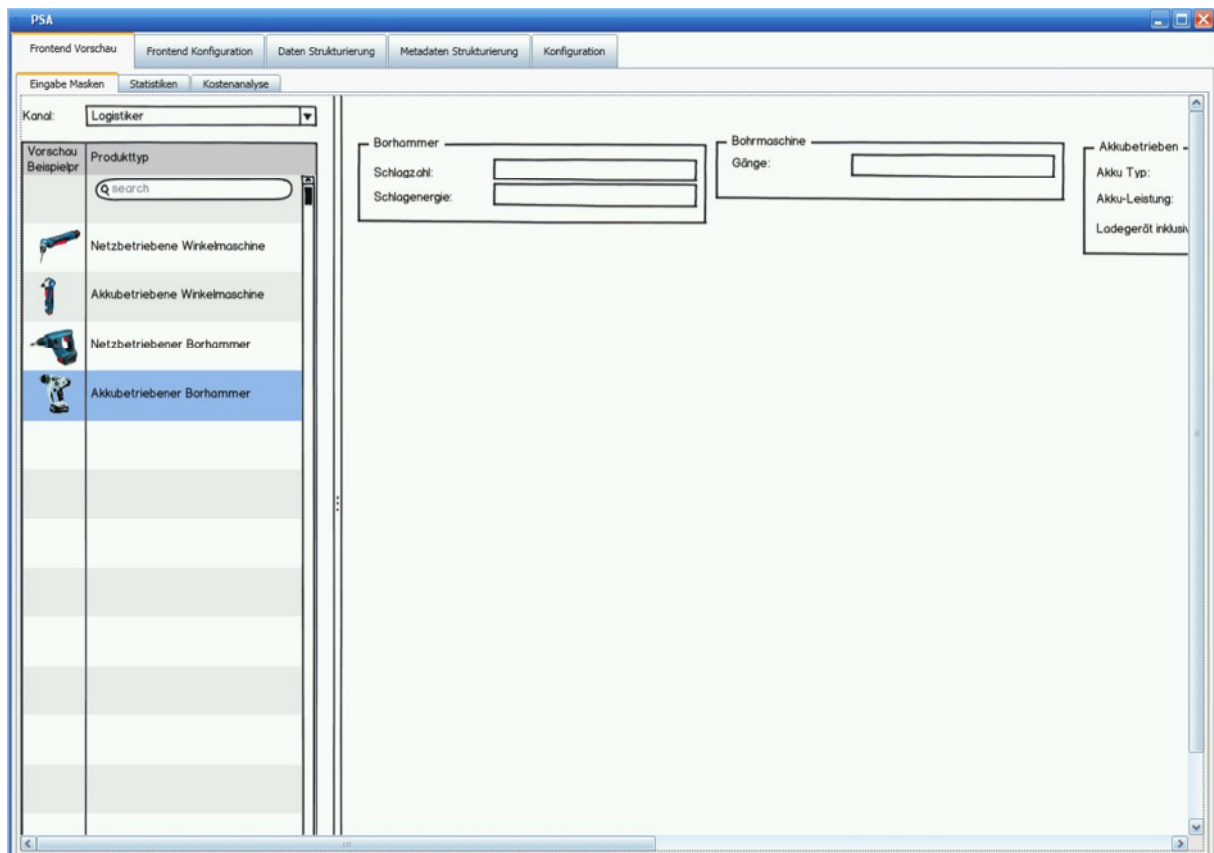 PSA
Frontend Vorschau Frontend Konfiguration Daten Strukturierung Metadaten Strukturierung Konfiguration
Eingabe Masken Statistiken Kostenanalyse
Kanal: Logistiker
Vorschau
Beispielpr
Produkttyp
search
Netzbetriebene Winkelmaschine
Akkubetriebene Winkelmaschine
Netzbetriebener Borhammer
Akkubetriebener Borhammer
Borhammer
Schlagzahl:
Schlagenergie:
Bohrmaschine
Gänge:
Akkubetrieben
Akku Typ:
Akku-Leistung:
Ladegerät inklusiv